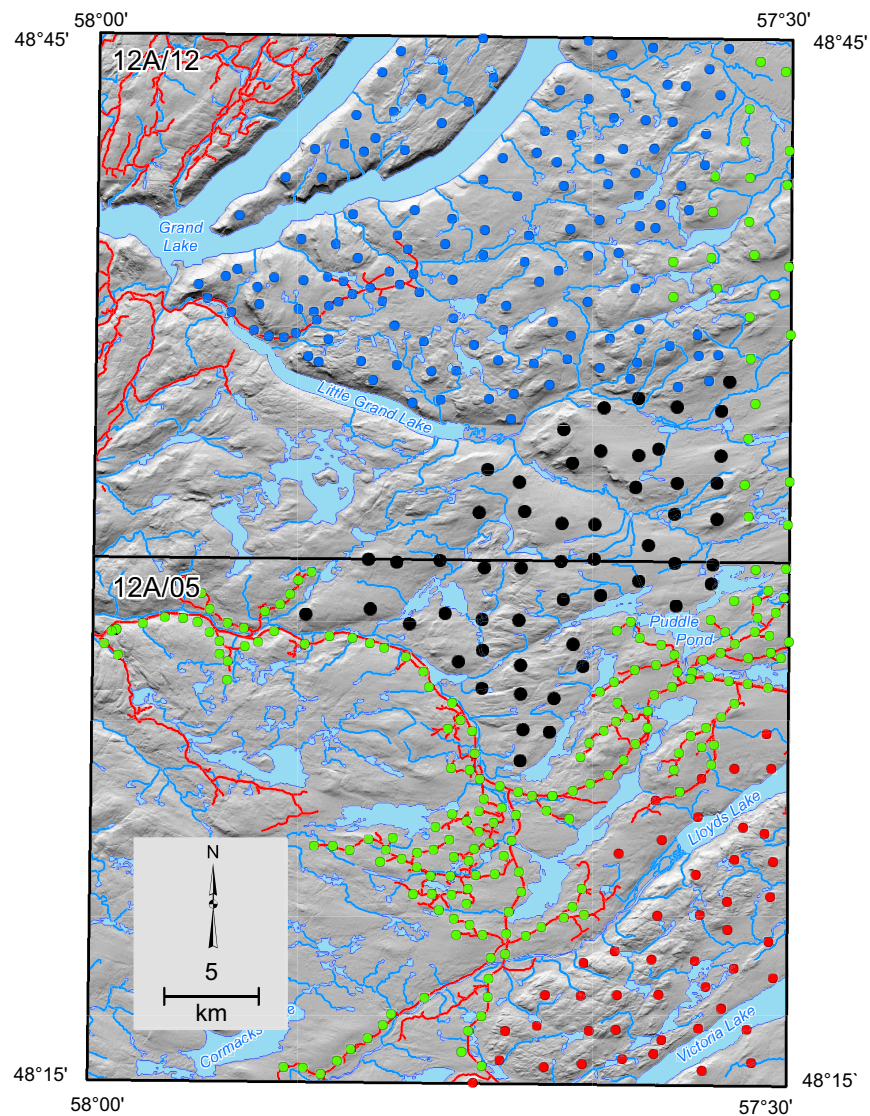 58°00'
57°30'
48°45'
48°45'
12A/12
Grand
Lake
Little Grand Lake
12A/05
Puddle
Pond
Lloyds Lake
N
5
km
Cormacks
Victoria Lake
48°15'
48°15`
58°00'
57°30'